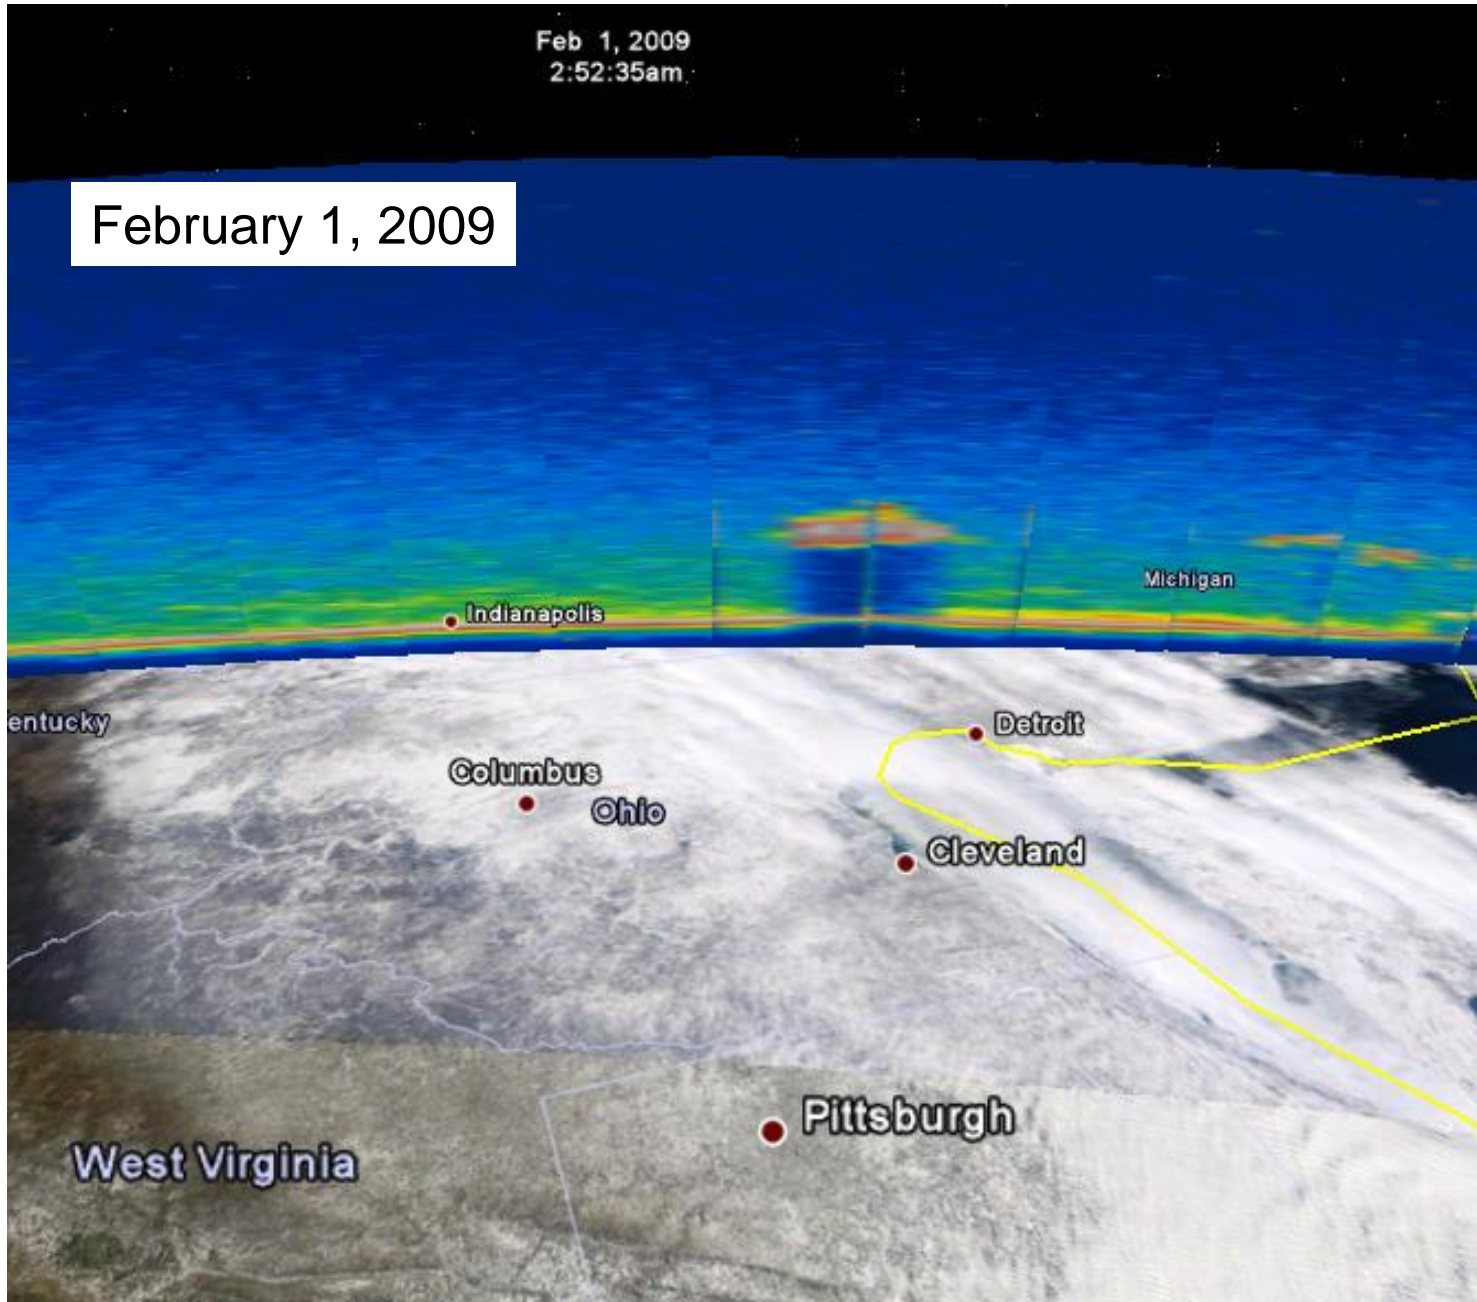 Feb 1, 2009
2:52:35am
February 1, 2009
Michigan
Indianapolis
entucky
Detroit
Columbus
Ohio
Cleveland
Pittsburgh
West Virginia